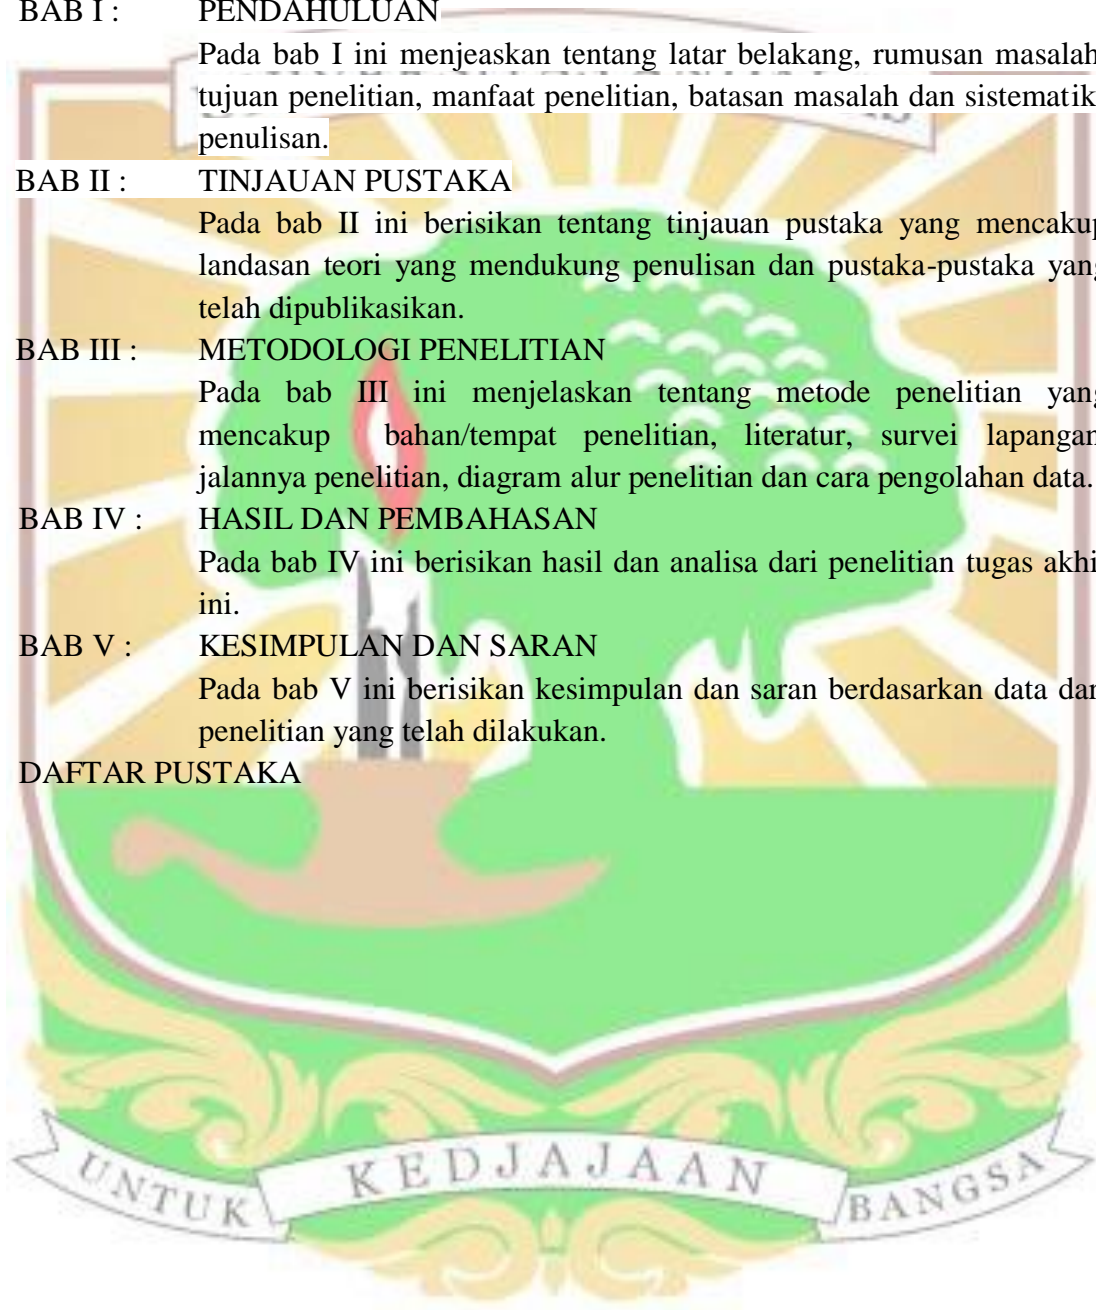 BAB I : PENDAHULUAN
Pada bab I ini menjeaskan tentang latar belakang, rumusan masalah
tujuan penelitian, manfaat penelitian, batasan masalah dan sistematik
penulisan.
BAB II : TINJAUAN PUSTAKA
Pada bab II ini berisikan tentang tinjauan pustaka yang mencakup
landasan teori yang mendukung penulisan dan pustaka-pustaka yang
telah dipublikasikan.
BAB III : METODOLOGI PENELITIAN
Pada bab III ini menjelaskan tentang metode penelitian yang
mencakup bahan/tempat penelitian, literatur, survei lapangan
jalannya penelitian, diagram alur penelitian dan cara pengolahan data.
BAB IV : HASIL DAN PEMBAHASAN
Pada bab IV ini berisikan hasil dan analisa dari penelitian tugas akhi
ini.
BAB V : KESIMPULAN DAN SARAN
Pada bab V ini berisikan kesimpulan dan saran berdasarkan data dar
penelitian yang telah dilakukan.
DAFTAR PUSTAKA
UNTUK KEDJAJAAN BANGSA